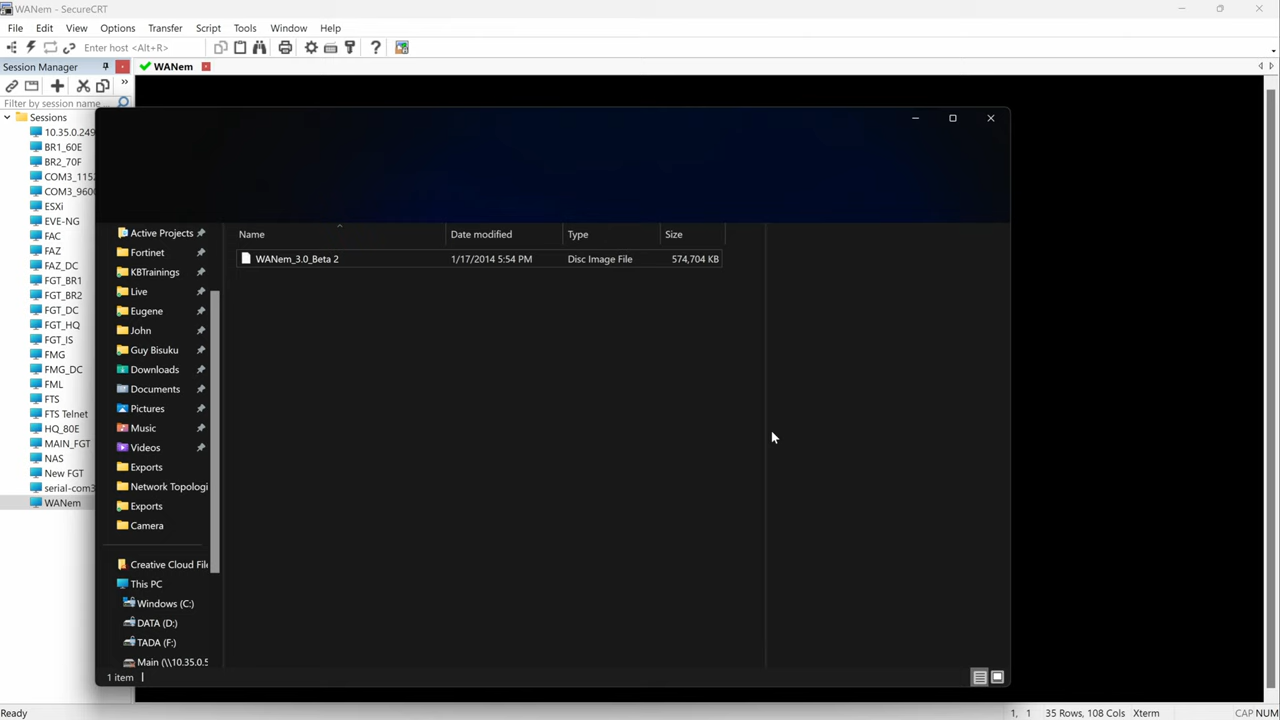 WANem - SecureCRT
File Edit View Options Transfer Script Tools Window Help
Enter host <Alt+R>
Session Manager
WANem
Filter by session name...
Sessions
10.35.0.249
BR1_60E
BR2_70F
COM3_1152
COM3_9600
ESXi
EVE-NG
FAC
FAZ
FAZ_DC
FGT_BR1
FGT_BR2
FGT_DC
FGT_HQ
FGT_IS
FMG
FMG_DC
FML
FTS
FTS Telnet
HQ_80E
MAIN_FGT
NAS
New FGT
serial-com3
WANem
Active Projects
Fortinet
KBTrainings
Live
Eugene
John
Guy Bisuku
Downloads
Documents
Pictures
Music
Videos
Exports
Network Topologi
Exports
Camera
Creative Cloud File
This PC
Windows (C:)
DATA (D:)
TADA (F:)
Main (\\10.35.0.5
Name Date modified Type Size
WANem_3.0_Beta 2 1/17/2014 5:54 PM Disc Image File 574,704 KB
1 item
Ready 1, 1 35 Rows, 108 Cols Xterm CAP NUM